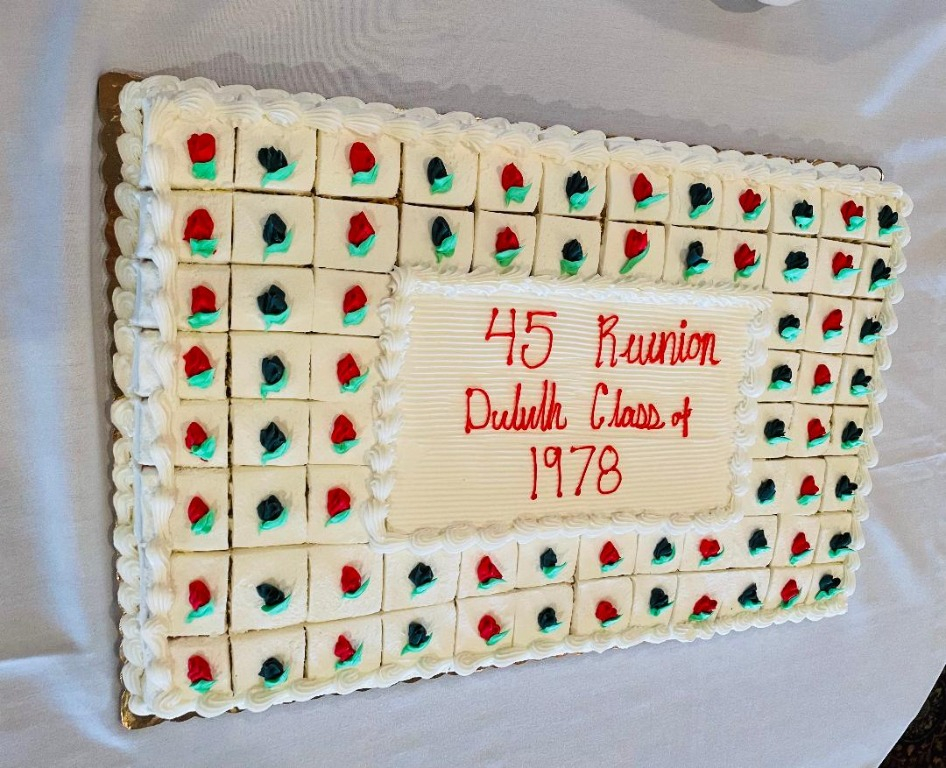 45 Reunion
Duluth Class of
1978